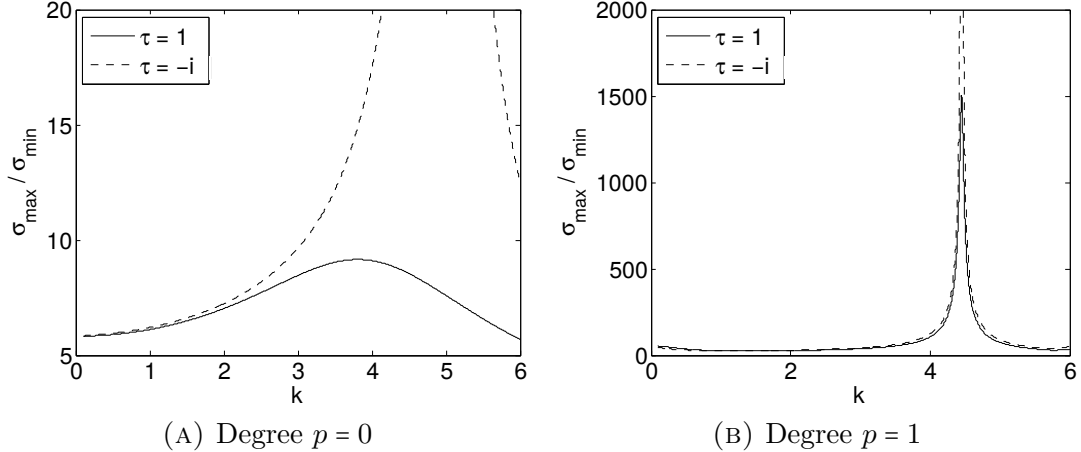 20
15
10
5
σmax / σmin
τ = 1
τ = −i
0 1 2 3 4 5 6
k
(A) Degree p = 0
2000
1500
1000
500
0
σmax / σmin
τ = 1
τ = −i
0 2 4 6
k
(B) Degree p = 1